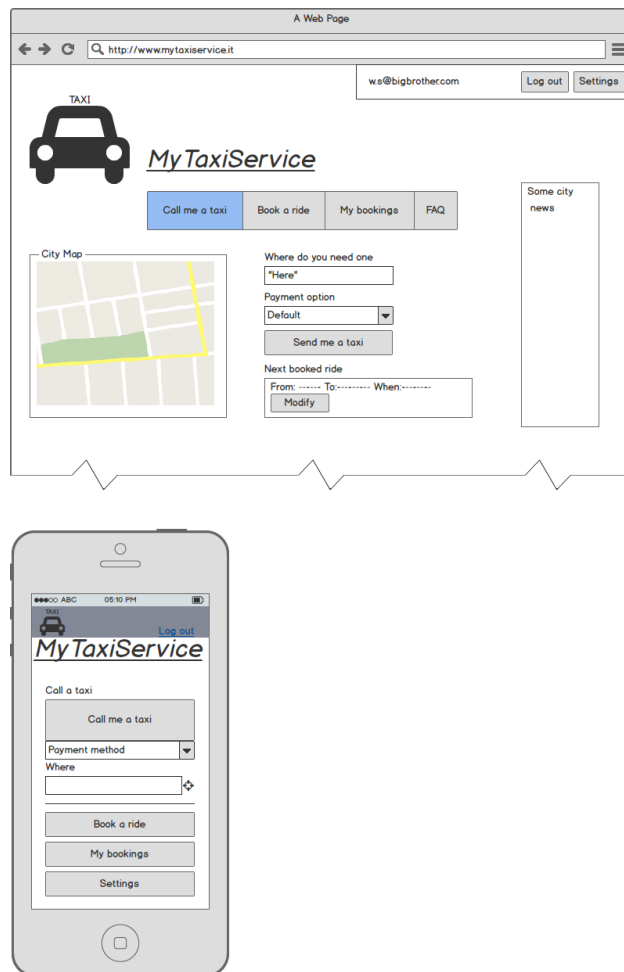 A Web Page
http://www.mytaxiservice.it
w.s@bigbrother.com Log out Settings
TAXI
MyTaxiService
Call me a taxi Book a ride My bookings FAQ
Some city
news
City Map
Where do you need one
"Here"
Payment option
Default
Send me a taxi
Next booked ride
From: ------ To:--------- When:--------
Modify
ABC 05:10 PM
TAXI
Log out
MyTaxiService
Call a taxi
Call me a taxi
Payment method
Where
Book a ride
My bookings
Settings